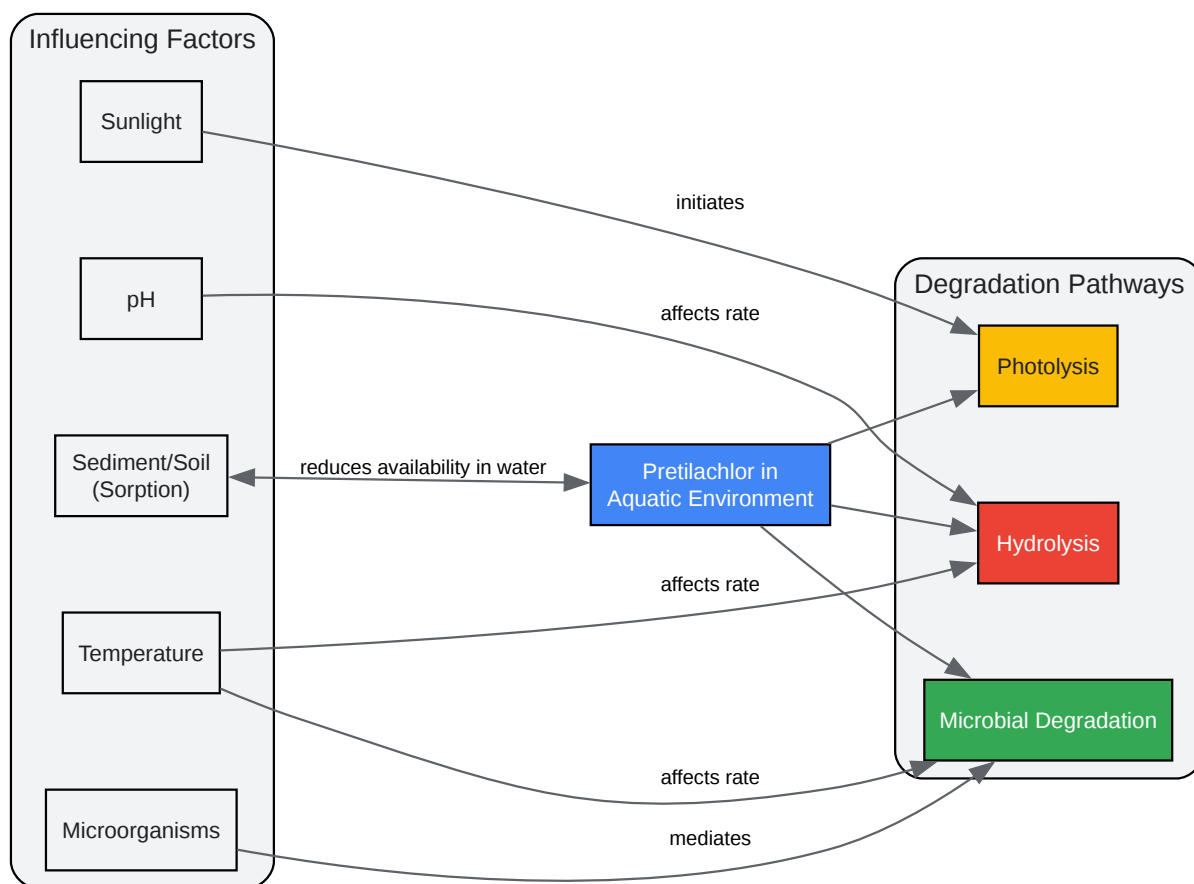 Influencing Factors
Sunlight
initiates
pH
affects rate
Degradation Pathways
Photolysis
Sediment/Soil
(Sorption)
reduces availability in water
Pretilachlor in
Aquatic Environment
Hydrolysis
affects rate
Temperature
Microbial Degradation
affects rate
Microorganisms
mediates